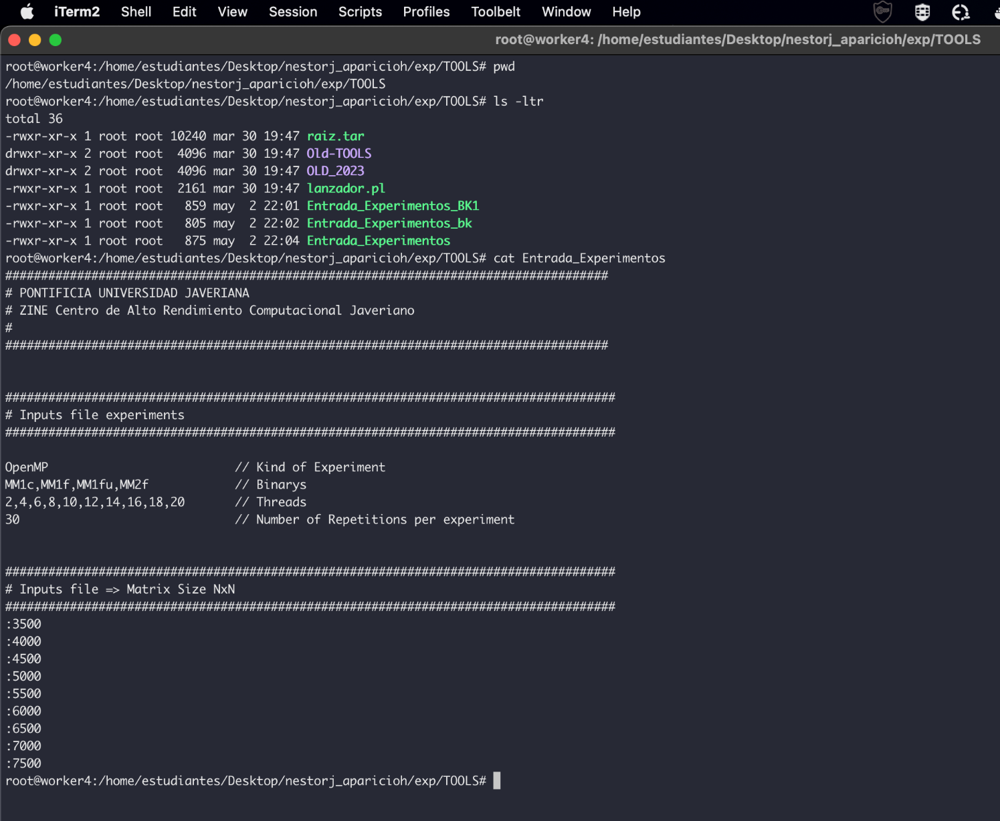 iTerm2 Shell Edit View Session Scripts Profiles Toolbelt Window Help
root@worker4: /home/estudiantes/Desktop/nestorj_aparicioh/exp/TOOLS
root@worker4:/home/estudiantes/Desktop/nestorj_aparicioh/exp/TOOLS# pwd
/home/estudiantes/Desktop/nestorj_aparicioh/exp/TOOLS
root@worker4:/home/estudiantes/Desktop/nestorj_aparicioh/exp/TOOLS# ls -ltr
total 36
-rwxr-xr-x 1 root root 10240 mar 30 19:47 raiz.tar
drwxr-xr-x 2 root root  4096 mar 30 19:47 Old-TOOLS
drwxr-xr-x 2 root root  4096 mar 30 19:47 OLD_2023
-rwxr-xr-x 1 root root  2161 mar 30 19:47 lanzador.pl
-rwxr-xr-x 1 root root   859 may  2 22:01 Entrada_Experimentos_BK1
-rwxr-xr-x 1 root root   805 may  2 22:02 Entrada_Experimentos_bk
-rwxr-xr-x 1 root root   875 may  2 22:04 Entrada_Experimentos
root@worker4:/home/estudiantes/Desktop/nestorj_aparicioh/exp/TOOLS# cat Entrada_Experimentos
####################################################################################
# PONTIFICIA UNIVERSIDAD JAVERIANA
# ZINE Centro de Alto Rendimiento Computacional Javeriano
#
####################################################################################
#####################################################################################
# Inputs file experiments
#####################################################################################
OpenMP                          // Kind of Experiment
MM1c,MM1f,MM1fu,MM2f            // Binarys
2,4,6,8,10,12,14,16,18,20       // Threads
30                              // Number of Repetitions per experiment
#####################################################################################
# Inputs file => Matrix Size NxN
#####################################################################################
:3500
:4000
:4500
:5000
:5500
:6000
:6500
:7000
:7500
root@worker4:/home/estudiantes/Desktop/nestorj_aparicioh/exp/TOOLS#